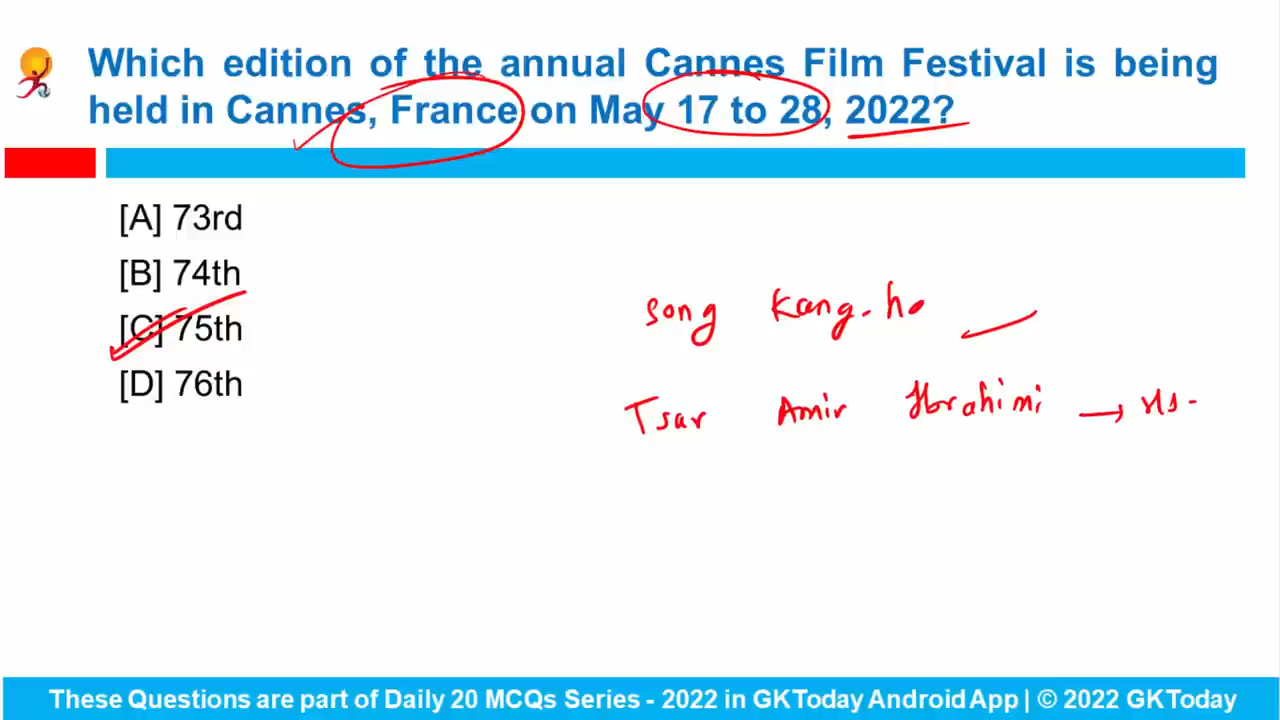 Which edition of the annual Cannes Film Festival is being
held in Cannes, France on May 17 to 28, 2022?
[A] 73rd
[B] 74th
[C] 75th
[D] 76th
Song Kang-ho
Tsar Amir Ibrahimi →
These Questions are part of Daily 20 MCQs Series - 2022 in GKToday Android App | © 2022 GKToday